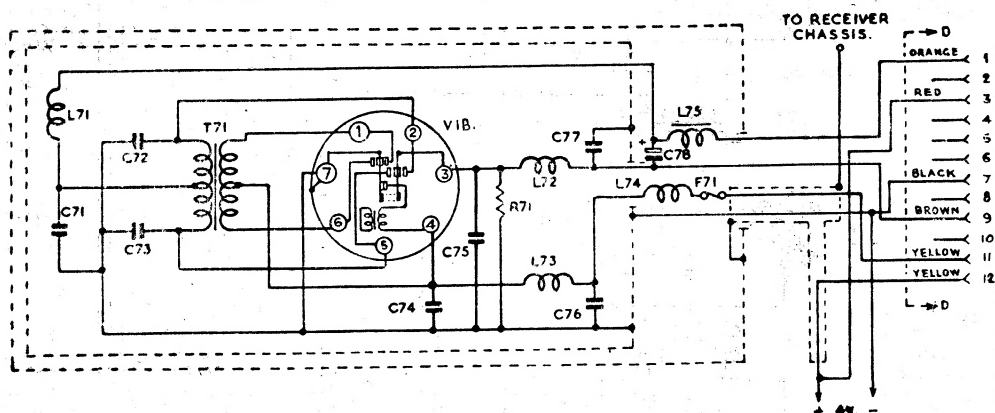 TO RECEIVER
CHASSIS.
D
ORANGE 1
2
RED 3
4
5
6
BLACK 7
8
BROWN 9
10
YELLOW 11
YELLOW 12
D
L71
C72
T71
C71
C73
1
2
VIB.
7
3
6
4
5
C77
+
C78
L75
L72
R71
C75
L74
F71
L73
C74
C76
+ 4V -